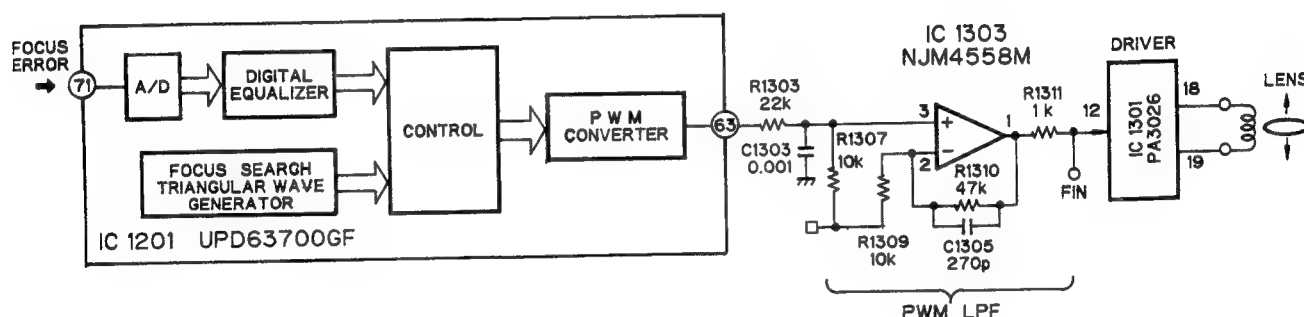 FOCUS
ERROR
71
A/D
DIGITAL
EQUALIZER
FOCUS SEARCH
TRIANGULAR WAVE
GENERATOR
CONTROL
PWM
CONVERTER
63
IC 1201 UPD63700GF
R1303
22k
C1303
0.001
R1307
10k
R1309
10k
IC 1303
NJM4558M
3
+
2
−
1
R1310
47k
C1305
270p
R1311
1k
12
FIN
PWM LPF
DRIVER
IC 1301
PA3026
18
19
LENS